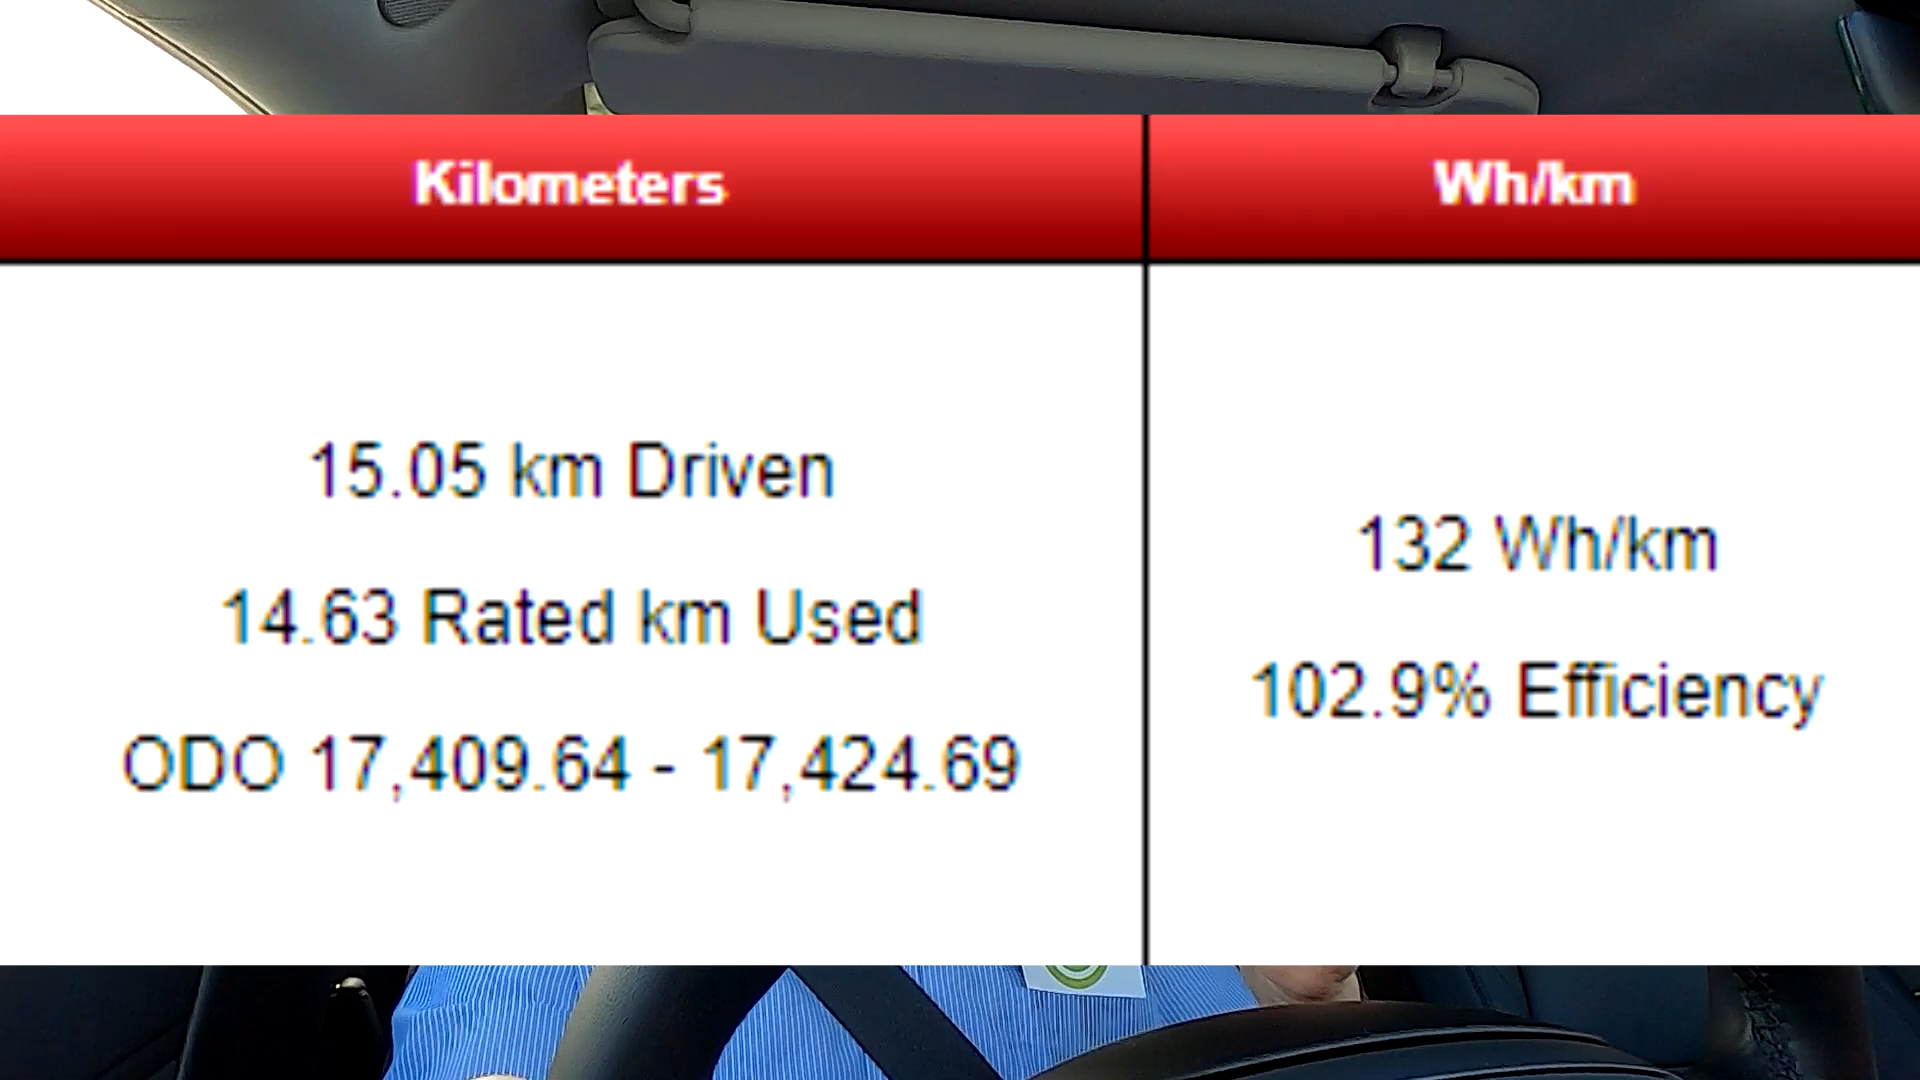 Kilometers
Wh/km
15.05 km Driven
14.63 Rated km Used
ODO 17,409.64 - 17,424.69
132 Wh/km
102.9% Efficiency